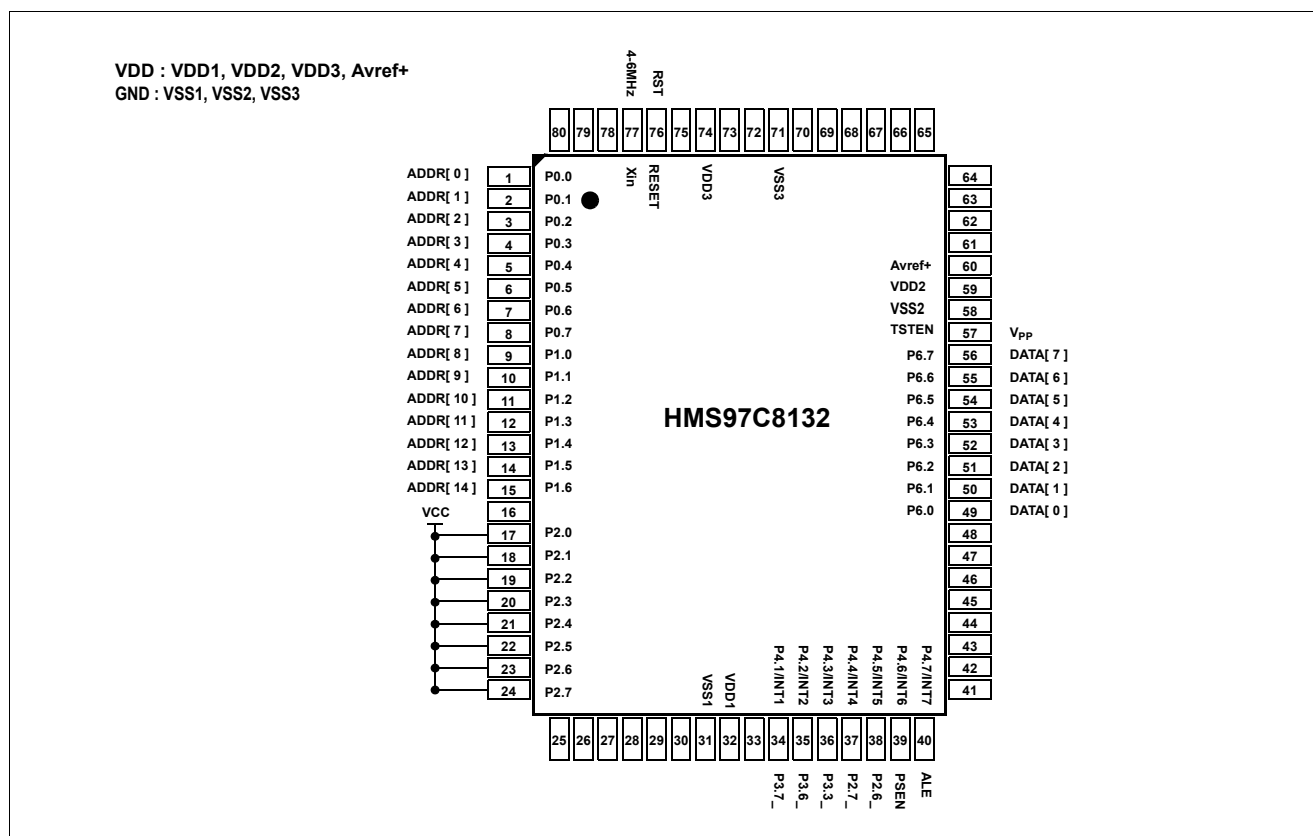 VDD : VDD1, VDD2, VDD3, Avref+
GND : VSS1, VSS2, VSS3
4-6MHz
RST
80 79 78 77 76 75 74 73 72 71 70 69 68 67 66 65
Xin
RESET
VDD3
VSS3
ADDR[ 0 ] 1 P0.0
ADDR[ 1 ] 2 P0.1
ADDR[ 2 ] 3 P0.2
ADDR[ 3 ] 4 P0.3
ADDR[ 4 ] 5 P0.4
ADDR[ 5 ] 6 P0.5
ADDR[ 6 ] 7 P0.6
ADDR[ 7 ] 8 P0.7
ADDR[ 8 ] 9 P1.0
ADDR[ 9 ] 10 P1.1
ADDR[ 10 ] 11 P1.2
ADDR[ 11 ] 12 P1.3
ADDR[ 12 ] 13 P1.4
ADDR[ 13 ] 14 P1.5
ADDR[ 14 ] 15 P1.6
VCC 16
17 P2.0
18 P2.1
19 P2.2
20 P2.3
21 P2.4
22 P2.5
23 P2.6
24 P2.7
HMS97C8132
64
63
62
61
Avref+ 60
VDD2 59
VSS2 58
TSTEN 57 VPP
P6.7 56 DATA[ 7 ]
P6.6 55 DATA[ 6 ]
P6.5 54 DATA[ 5 ]
P6.4 53 DATA[ 4 ]
P6.3 52 DATA[ 3 ]
P6.2 51 DATA[ 2 ]
P6.1 50 DATA[ 1 ]
P6.0 49 DATA[ 0 ]
48
47
46
45
44
43
42
41
VSS1
VDD1
P4.1/INT1
P4.2/INT2
P4.3/INT3
P4.4/INT4
P4.5/INT5
P4.6/INT6
P4.7/INT7
25 26 27 28 29 30 31 32 33 34 35 36 37 38 39 40
P3.7_
P3.6_
P3.3_
P2.7_
P2.6_
PSEN
ALE